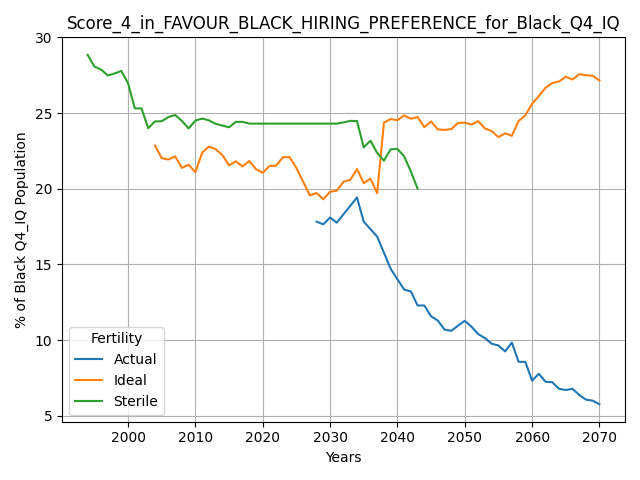 Score_4_in_FAVOUR_BLACK_HIRING_PREFERENCE_for_Black_Q4_IQ
30
25
20
15
10
5
% of Black Q4_IQ Population
Fertility
Actual
Ideal
Sterile
2000
2010
2020
2030
2040
2050
2060
2070
Years